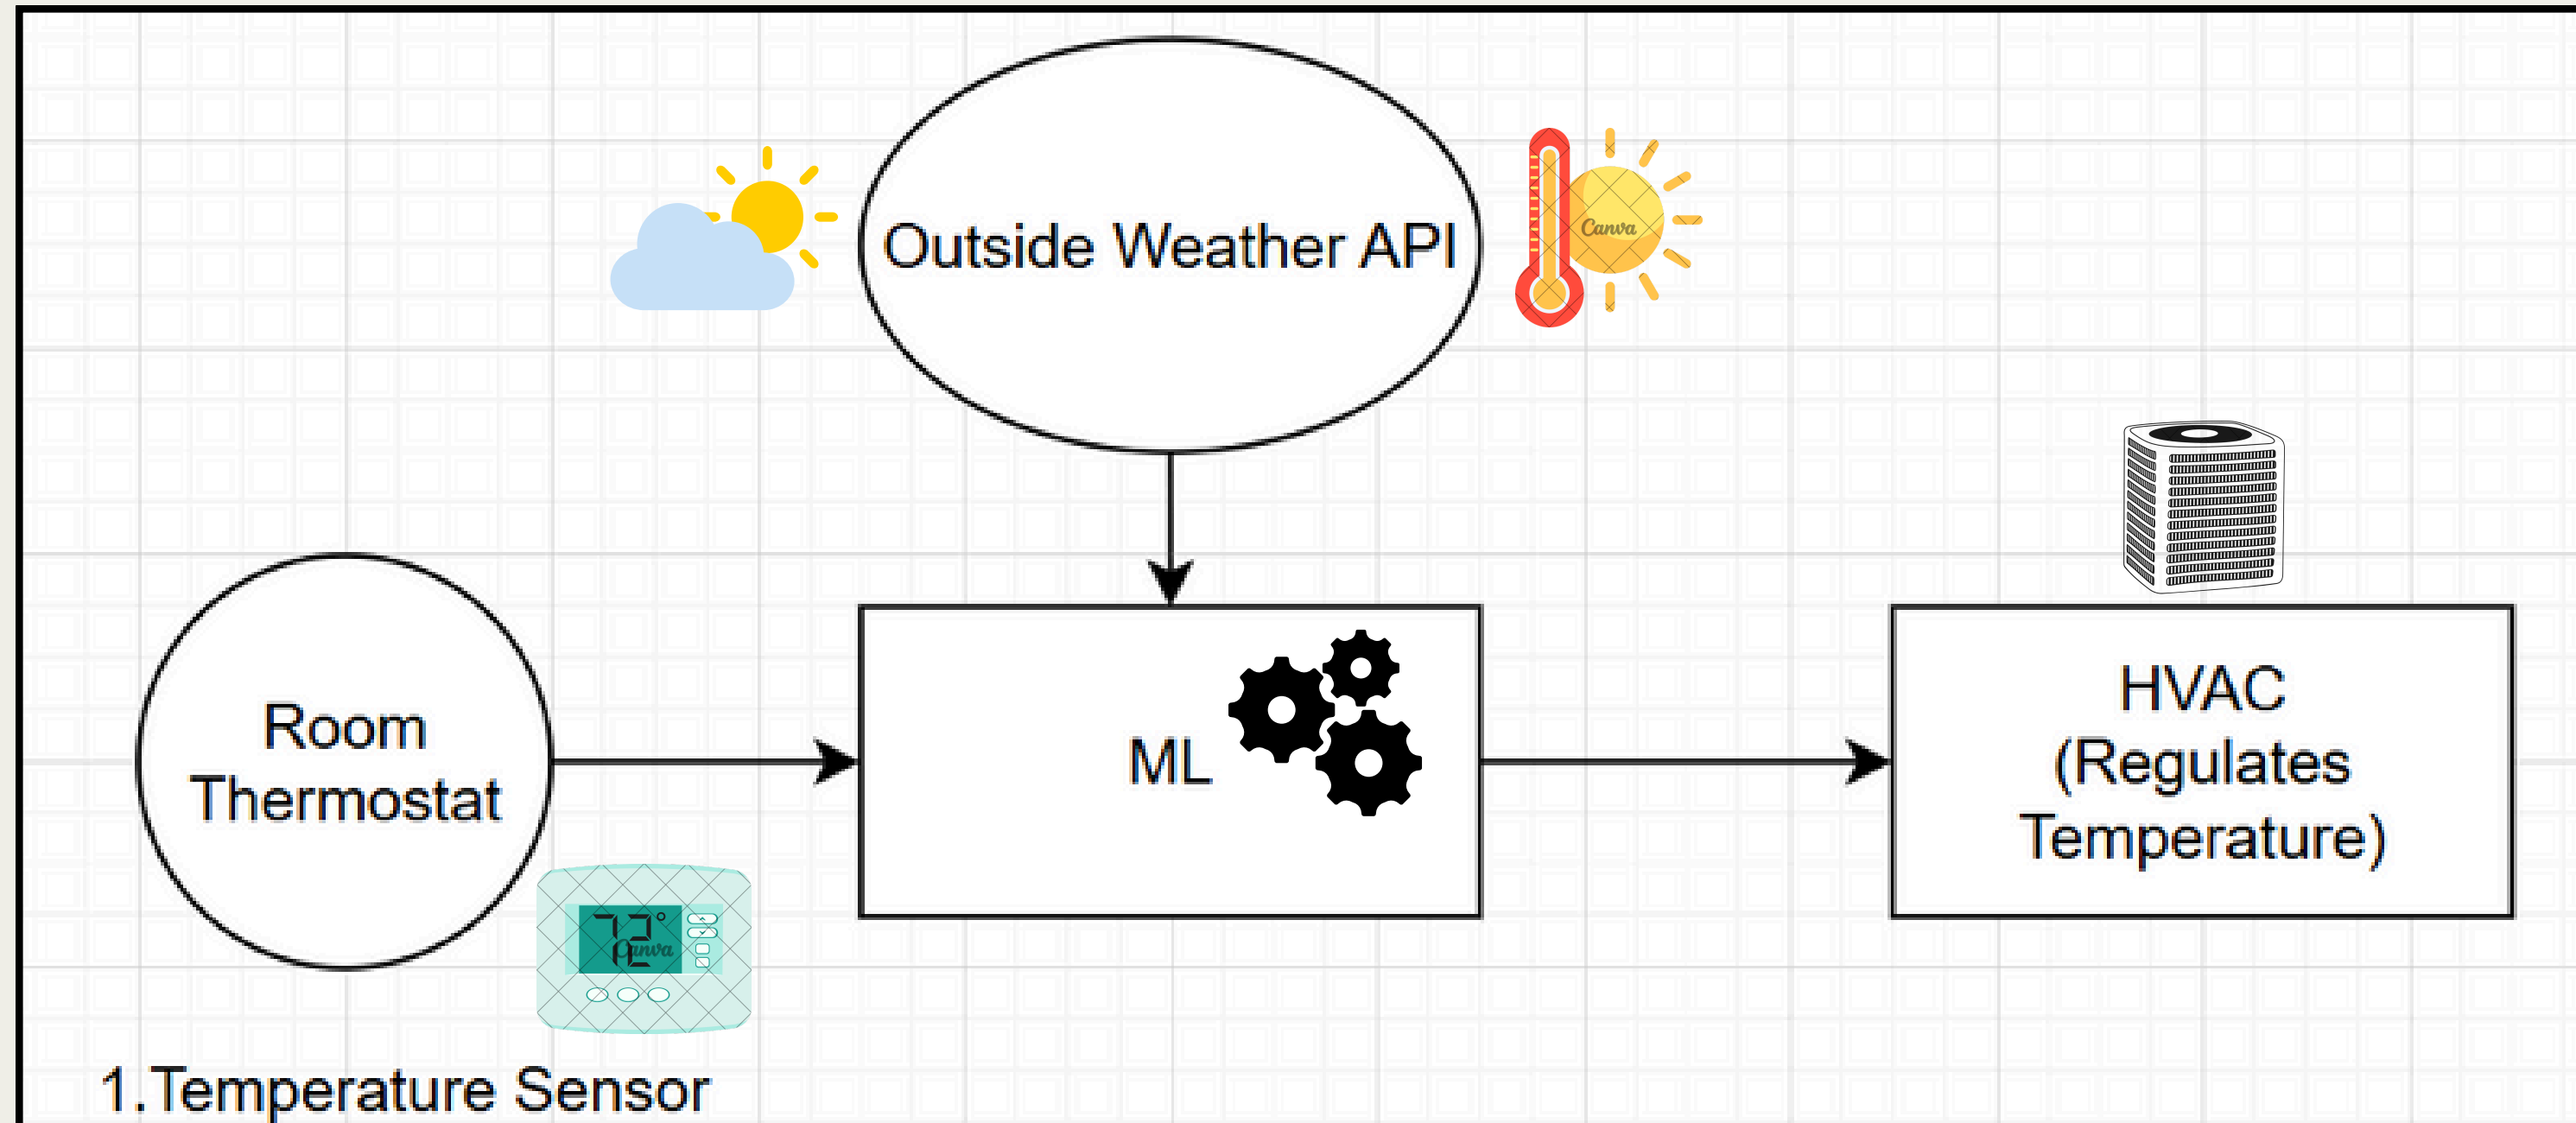 Outside Weather API
Canva
Room
Thermostat
ML
HVAC
(Regulates
Temperature)
72°
Canva
1.Temperature Sensor